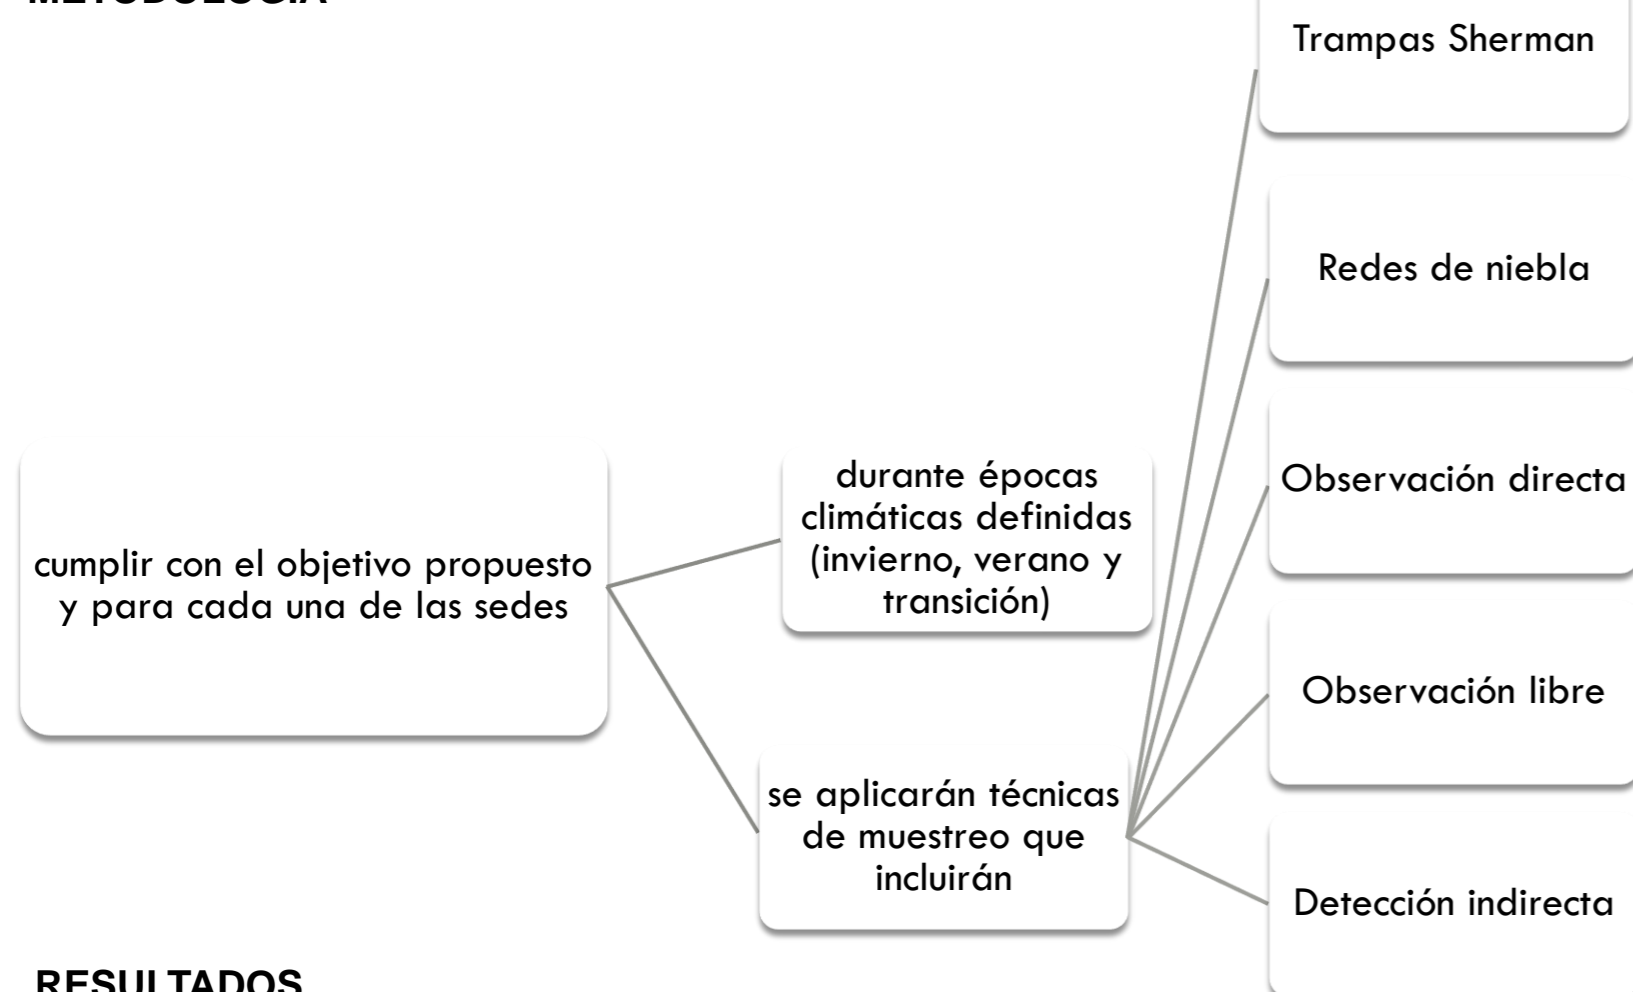 METODOLOGÍA
Trampas Sherman
Redes de niebla
Observación directa
Observación libre
Detección indirecta
durante épocas
climáticas definidas
(invierno, verano y
transición)
cumplir con el objetivo propuesto
y para cada una de las sedes
se aplicarán técnicas
de muestreo que
incluirán
RESULTADOS